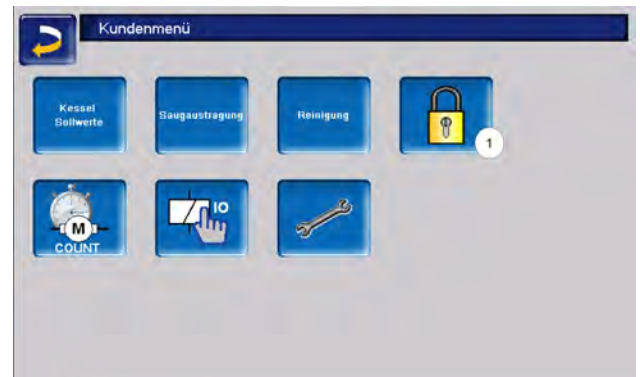 Kundenmenü
Kessel
Sollwerte
Saugaustragung
Reinigung
1
M
COUNT
IO